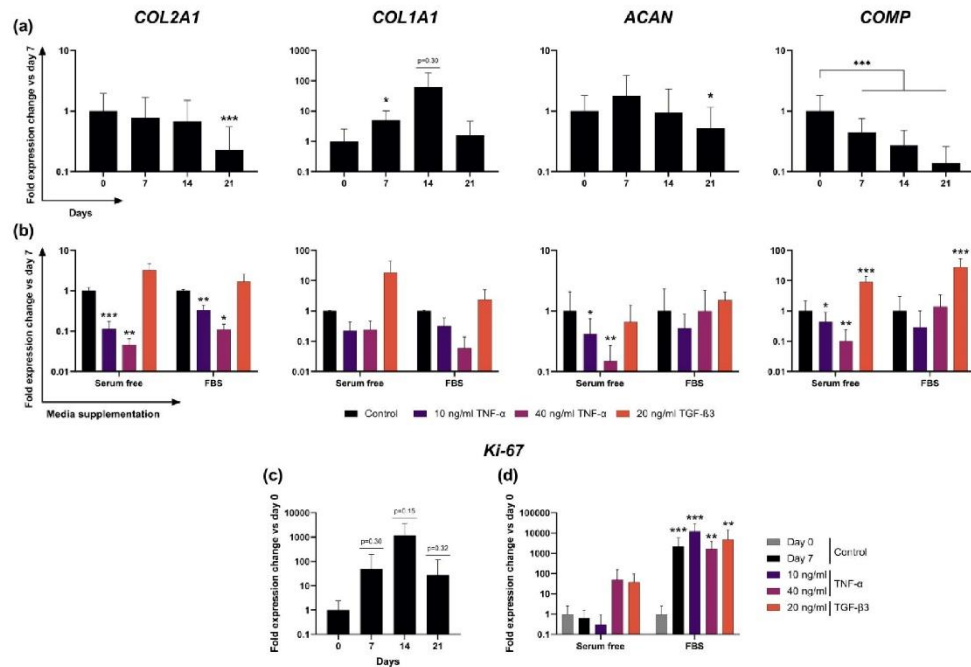 COL2A1 COL1A1 ACAN COMP
(a)
Fold expression change vs day 7
10 1 0.1
0 7 14 21
***
Days
1000 100 10 1 0.1
0 7 14 21
* p=0.30
10 1 0.1
0 7 14 21
*
10 1 0.1
0 7 14 21
***
(b)
Fold expression change vs day 7
10 1 0.1 0.01
*** ** ** *
Serum free FBS
Media supplementation
100 10 1 0.1 0.01
Serum free FBS
10 1 0.1
* **
Serum free FBS
100 10 1 0.1 0.01
* ** *** ***
Serum free FBS
Control 10 ng/ml TNF-α 40 ng/ml TNF-α 20 ng/ml TGF-ß3
Ki-67
(c)
Fold expression change vs day 0
10000 1000 100 10 1 0.1
p=0.30 p=0.15 p=0.32
0 7 14 21
Days
(d)
Fold expression change vs day 0
100000 10000 1000 100 10 1 0.1
*** *** ** **
Serum free FBS
Day 0
Day 7
Control
10 ng/ml
40 ng/ml
TNF-α
20 ng/ml TGF-ß3